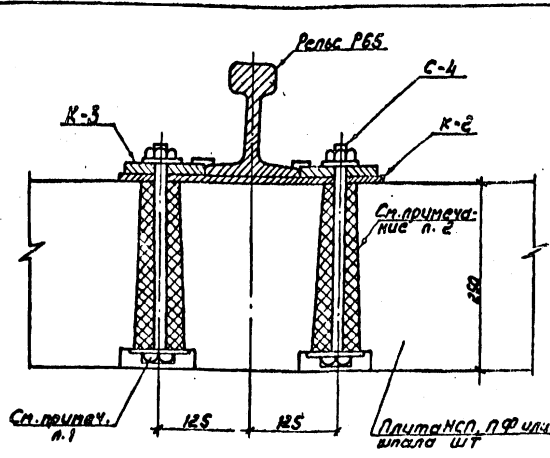 Рельс Р65
С-4
К-3
К-2
См.примеча-
ние п. 2
250
См.примеч.
п.1
125
125
Плита НСП, ПФ или
шпала ШТ